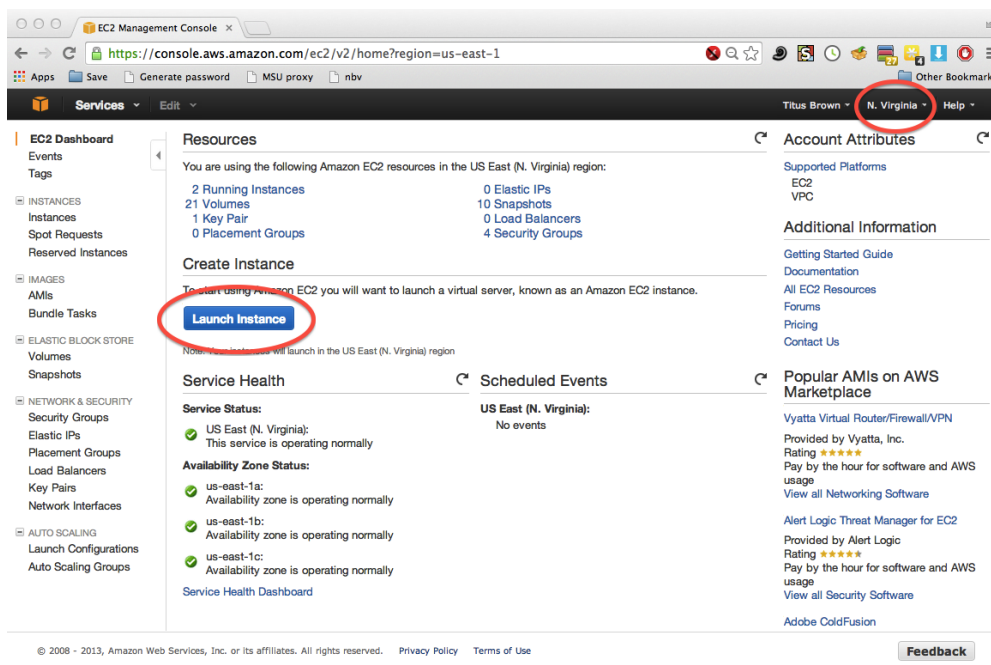 EC2 Management Console ×
https://console.aws.amazon.com/ec2/v2/home?region=us-east-1
Apps Save Generate password MSU proxy nbv Other Bookmark
Services Edit Titus Brown N. Virginia Help
EC2 Dashboard
Events
Tags
INSTANCES
Instances
Spot Requests
Reserved Instances
IMAGES
AMIs
Bundle Tasks
ELASTIC BLOCK STORE
Volumes
Snapshots
NETWORK & SECURITY
Security Groups
Elastic IPs
Placement Groups
Load Balancers
Key Pairs
Network Interfaces
AUTO SCALING
Launch Configurations
Auto Scaling Groups
Resources
You are using the following Amazon EC2 resources in the US East (N. Virginia) region:
2 Running Instances 0 Elastic IPs
21 Volumes 10 Snapshots
1 Key Pair 0 Load Balancers
0 Placement Groups 4 Security Groups
Create Instance
To start using Amazon EC2 you will want to launch a virtual server, known as an Amazon EC2 instance.
Launch Instance
Note: Your instances will launch in the US East (N. Virginia) region
Service Health
Service Status:
US East (N. Virginia):
This service is operating normally
Availability Zone Status:
us-east-1a:
Availability zone is operating normally
us-east-1b:
Availability zone is operating normally
us-east-1c:
Availability zone is operating normally
Service Health Dashboard
Scheduled Events
US East (N. Virginia):
No events
Account Attributes
Supported Platforms
EC2
VPC
Additional Information
Getting Started Guide
Documentation
All EC2 Resources
Forums
Pricing
Contact Us
Popular AMIs on AWS
Marketplace
Vyatta Virtual Router/Firewall/VPN
Provided by Vyatta, Inc.
Rating
Pay by the hour for software and AWS
usage
View all Networking Software
Alert Logic Threat Manager for EC2
Provided by Alert Logic
Rating
Pay by the hour for software and AWS
usage
View all Security Software
Adobe ColdFusion
© 2008 - 2013, Amazon Web Services, Inc. or its affiliates. All rights reserved. Privacy Policy Terms of Use
Feedback